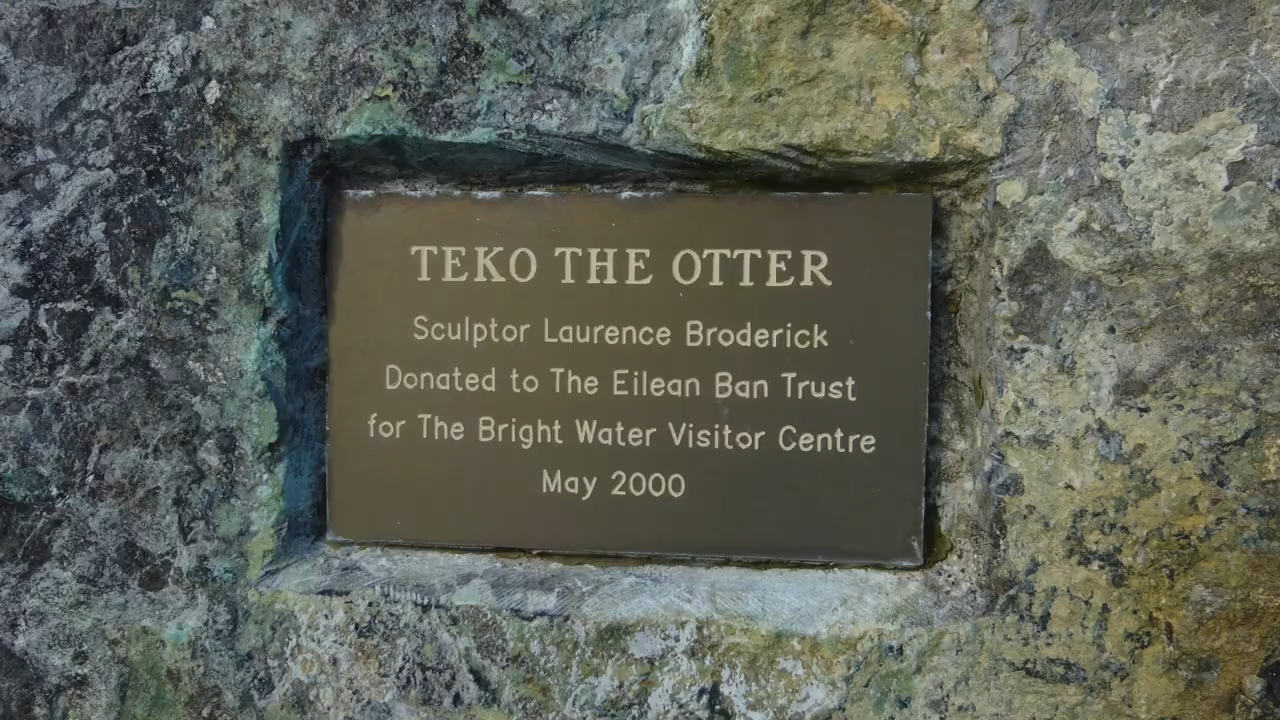 TEKO THE OTTER
Sculptor Laurence Broderick
Donated to The Eilean Ban Trust
for The Bright Water Visitor Centre
May 2000